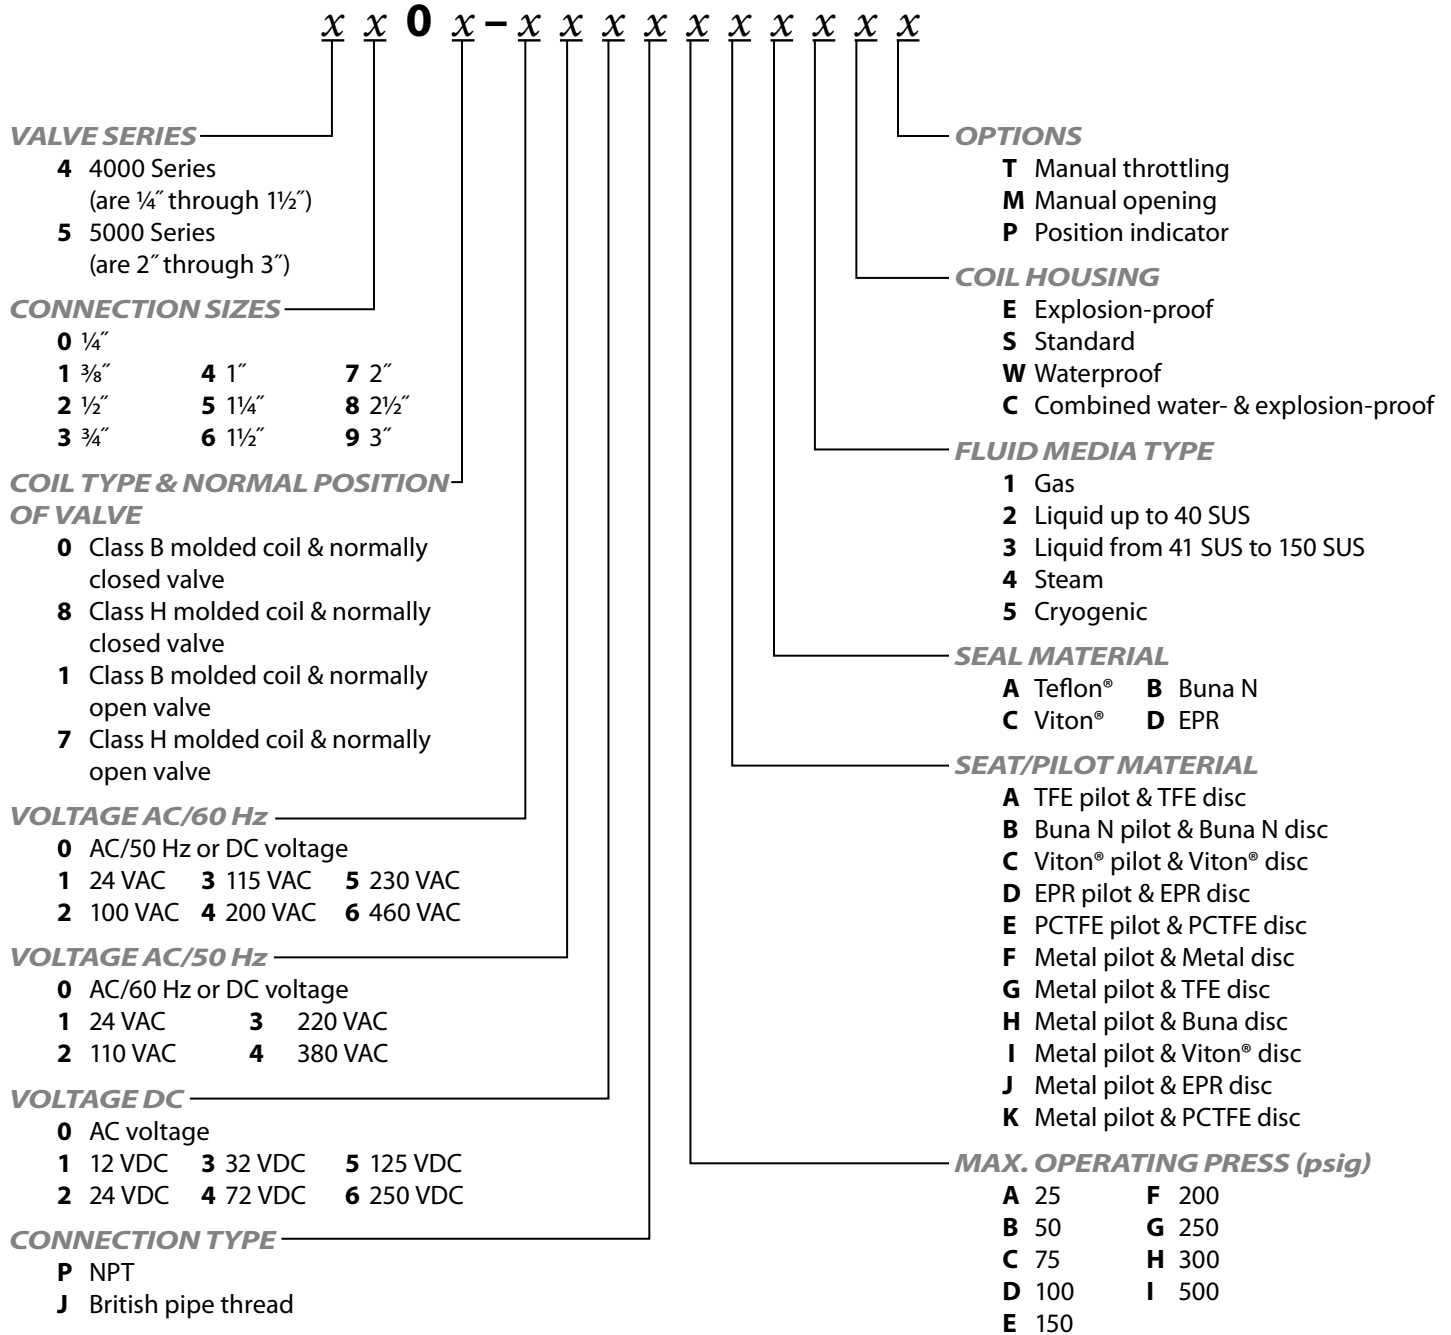 x x 0 x – x x x x x x x x x x
VALVE SERIES
4 4000 Series
(are ¼˝ through 1½˝)
5 5000 Series
(are 2˝ through 3˝)
CONNECTION SIZES
0 ¼˝
1 ⅜˝ 4 1˝ 7 2˝
2 ½˝ 5 1¼˝ 8 2½˝
3 ¾˝ 6 1½˝ 9 3˝
COIL TYPE & NORMAL POSITION
OF VALVE
0 Class B molded coil & normally
closed valve
8 Class H molded coil & normally
closed valve
1 Class B molded coil & normally
open valve
7 Class H molded coil & normally
open valve
VOLTAGE AC/60 Hz
0 AC/50 Hz or DC voltage
1 24 VAC 3 115 VAC 5 230 VAC
2 100 VAC 4 200 VAC 6 460 VAC
VOLTAGE AC/50 Hz
0 AC/60 Hz or DC voltage
1 24 VAC 3 220 VAC
2 110 VAC 4 380 VAC
VOLTAGE DC
0 AC voltage
1 12 VDC 3 32 VDC 5 125 VDC
2 24 VDC 4 72 VDC 6 250 VDC
CONNECTION TYPE
P NPT
J British pipe thread
OPTIONS
T Manual throttling
M Manual opening
P Position indicator
COIL HOUSING
E Explosion-proof
S Standard
W Waterproof
C Combined water- & explosion-proof
FLUID MEDIA TYPE
1 Gas
2 Liquid up to 40 SUS
3 Liquid from 41 SUS to 150 SUS
4 Steam
5 Cryogenic
SEAL MATERIAL
A Teflon® B Buna N
C Viton® D EPR
SEAT/PILOT MATERIAL
A TFE pilot & TFE disc
B Buna N pilot & Buna N disc
C Viton® pilot & Viton® disc
D EPR pilot & EPR disc
E PCTFE pilot & PCTFE disc
F Metal pilot & Metal disc
G Metal pilot & TFE disc
H Metal pilot & Buna disc
I Metal pilot & Viton® disc
J Metal pilot & EPR disc
K Metal pilot & PCTFE disc
MAX. OPERATING PRESS (psig)
A 25 F 200
B 50 G 250
C 75 H 300
D 100 I 500
E 150